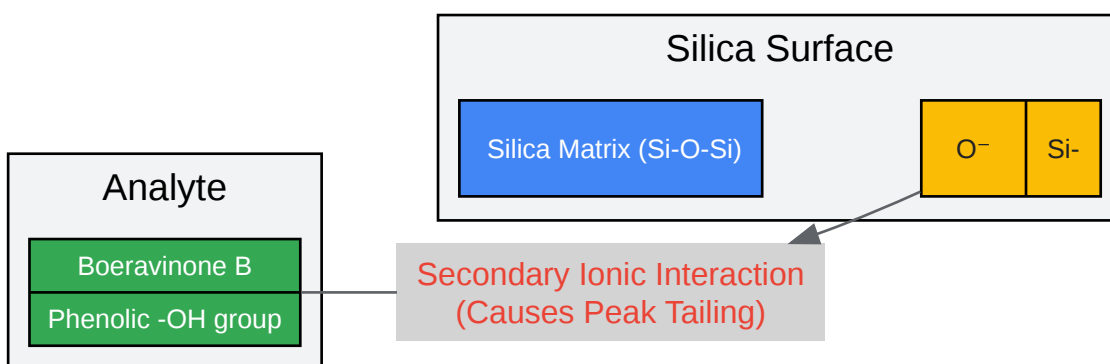 Silica Surface
Silica Matrix (Si-O-Si)
O⁻
Si-
Analyte
Boeravinone B
Phenolic -OH group
Secondary Ionic Interaction
(Causes Peak Tailing)